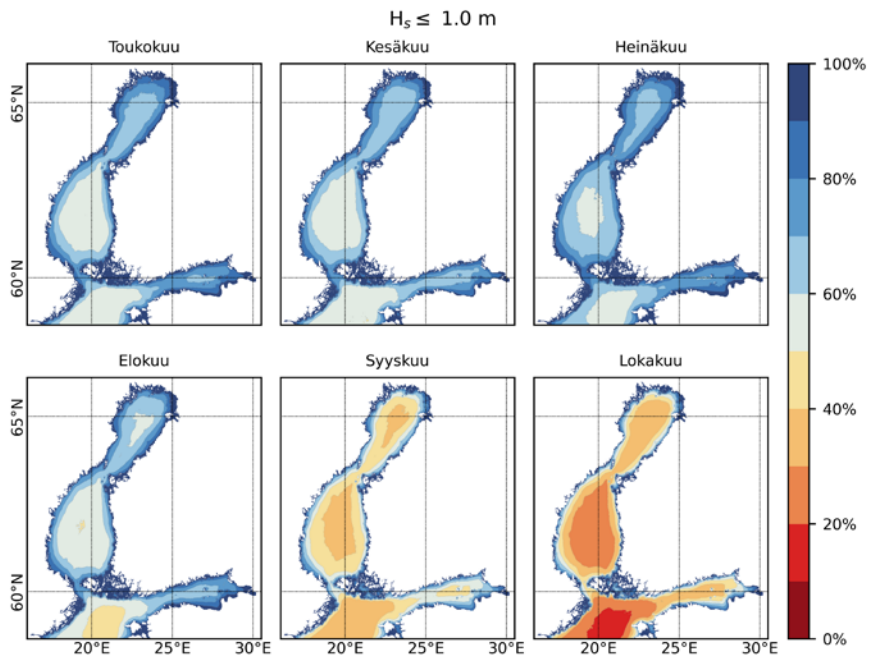 H_s ≤ 1.0 m
Toukokuu
Kesäkuu
Heinäkuu
100%
65°N
80%
60°N
60%
Elokuu
Syyskuu
Lokakuu
40%
65°N
20%
60°N
0%
20°E 25°E 30°E
20°E 25°E 30°E
20°E 25°E 30°E